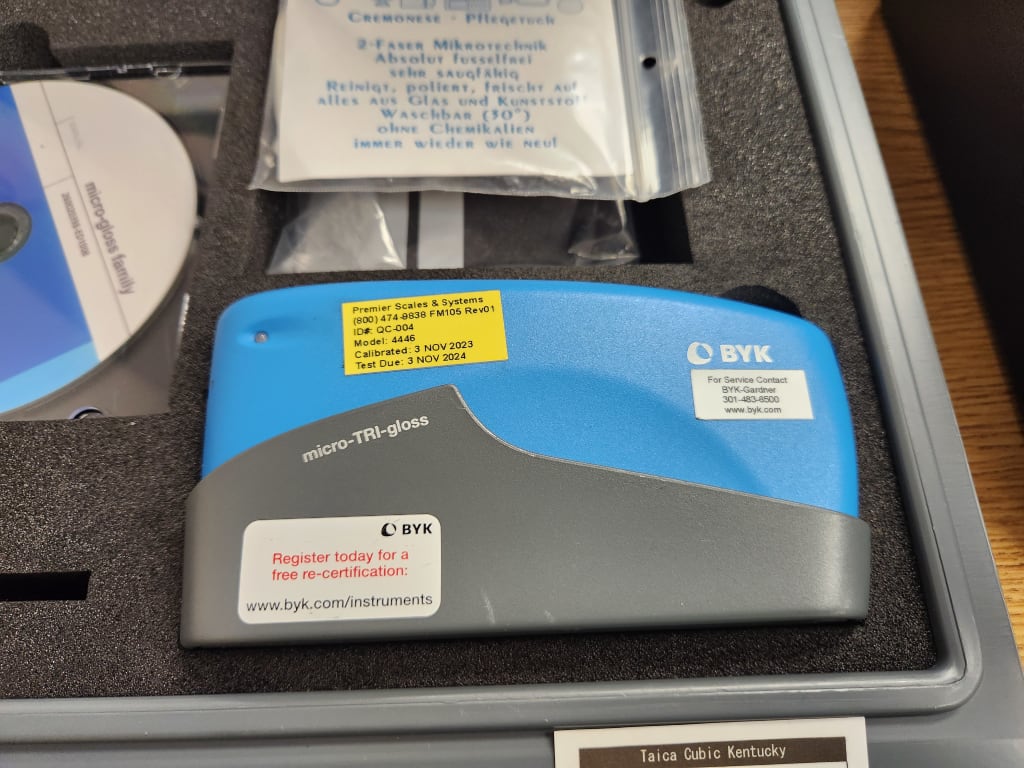 Cremonese - Pflegetuch
2-Faser Mikrotechnik
Absolut fusselfrei
sehr saugfähig
Reinigt, poliert, frischt auf
alles aus Glas und Kunststoff
Waschbar (30°)
ohne Chemikalien
immer wieder wie neu!
micro-gloss family
Premier Scales & Systems
(800) 474-9838 FM105 Rev01
ID#: QC-004
Model: 4446
Calibrated: 3 NOV 2023
Test Due: 3 NOV 2024
BYK
For Service Contact
BYK-Gardner
301-483-6500
www.byk.com
micro-TRI-gloss
BYK
Register today for a
free re-certification:
www.byk.com/instruments
Taica Cubic Kentucky